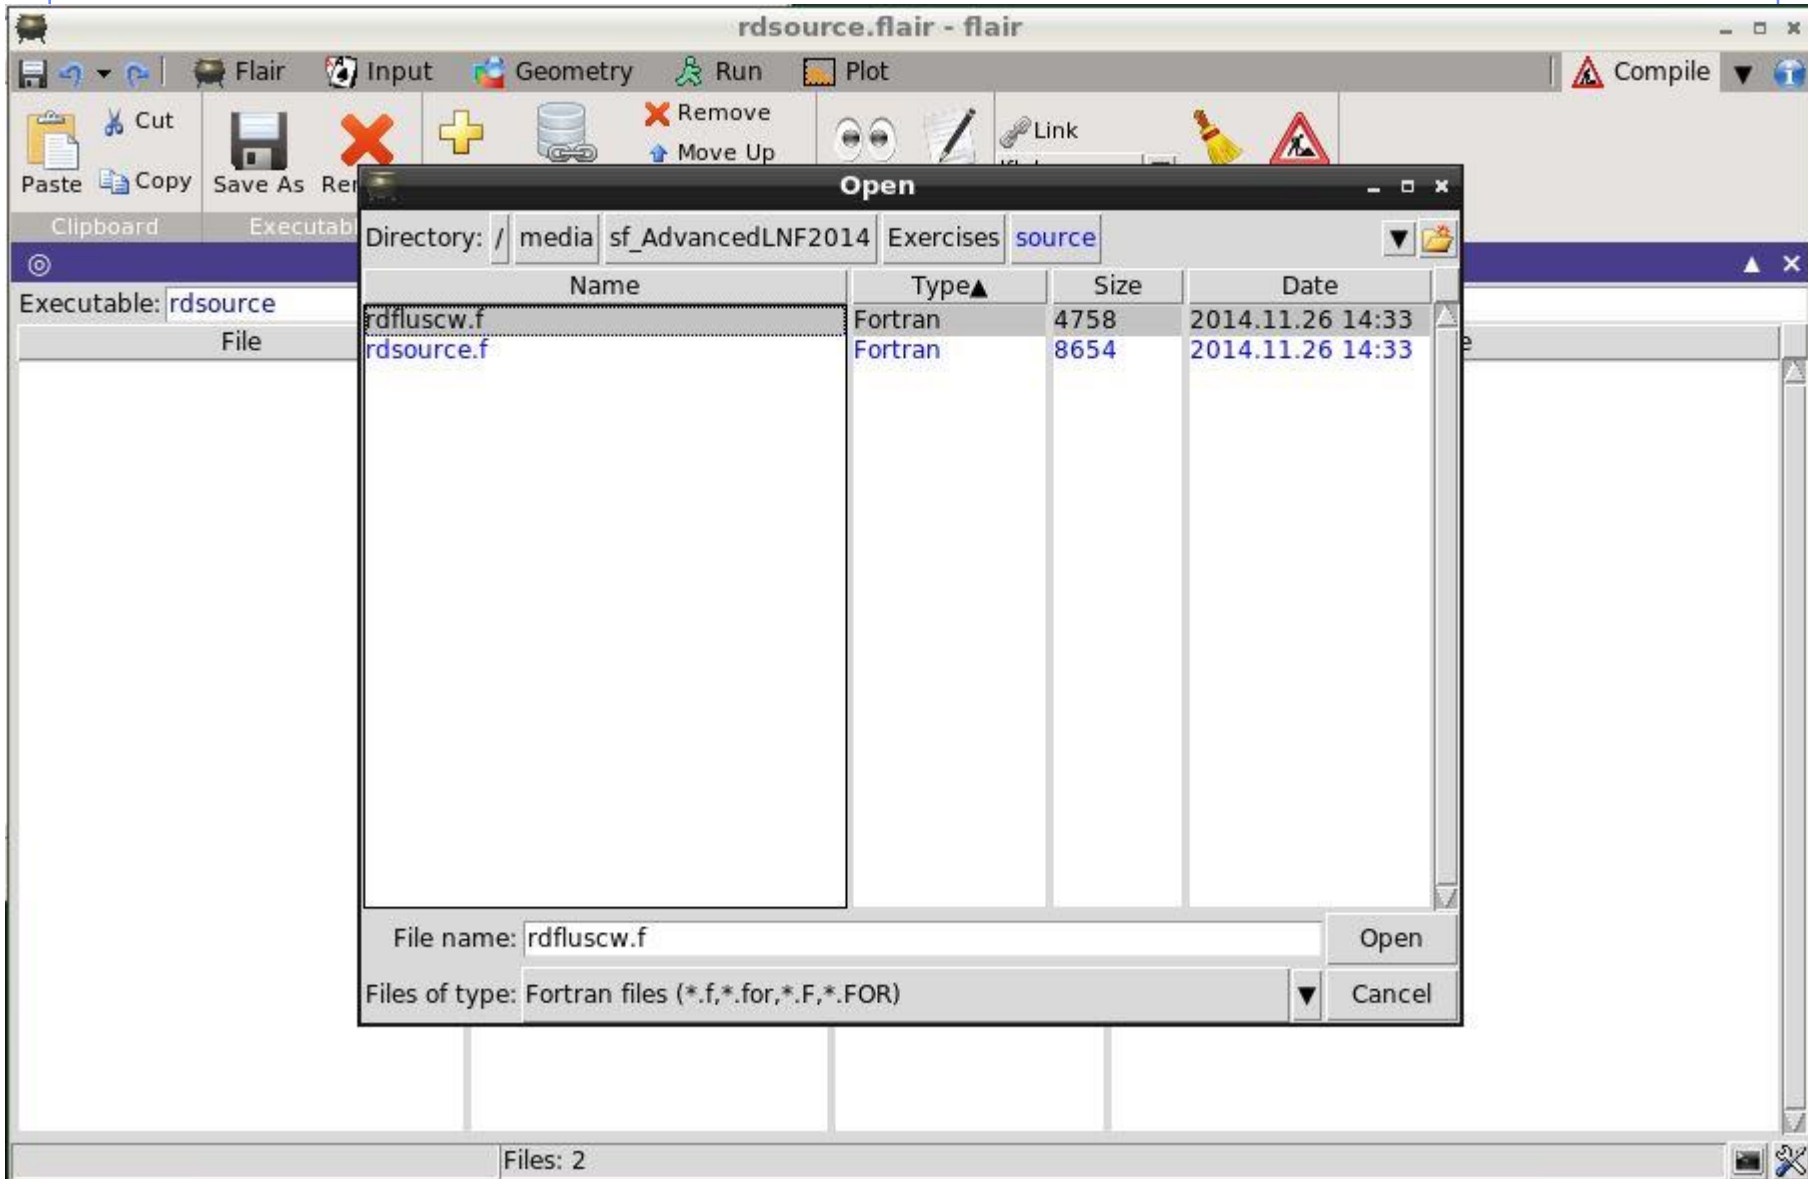 rdsource.flair - flair
Flair Input Geometry Run Plot Compile
Cut
Remove
Link
Move Up
Paste Copy Save As
Clipboard
Open
Directory: / media sf_AdvancedLNF2014 Exercises source
Name Type▲ Size Date
Executable: rdsource
rdfluscw.f Fortran 4758 2014.11.26 14:33
File
rdsource.f Fortran 8654 2014.11.26 14:33
File name: rdfluscw.f Open
Files of type: Fortran files (*.f,*.for,*.F,*.FOR) Cancel
Files: 2